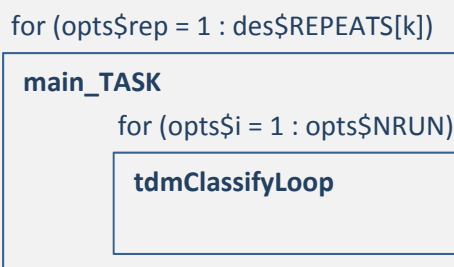 for (opts$rep = 1 : des$REPEATS[k])
main_TASK
for (opts$i = 1 : opts$NRUN)
tdmClassifyLoop